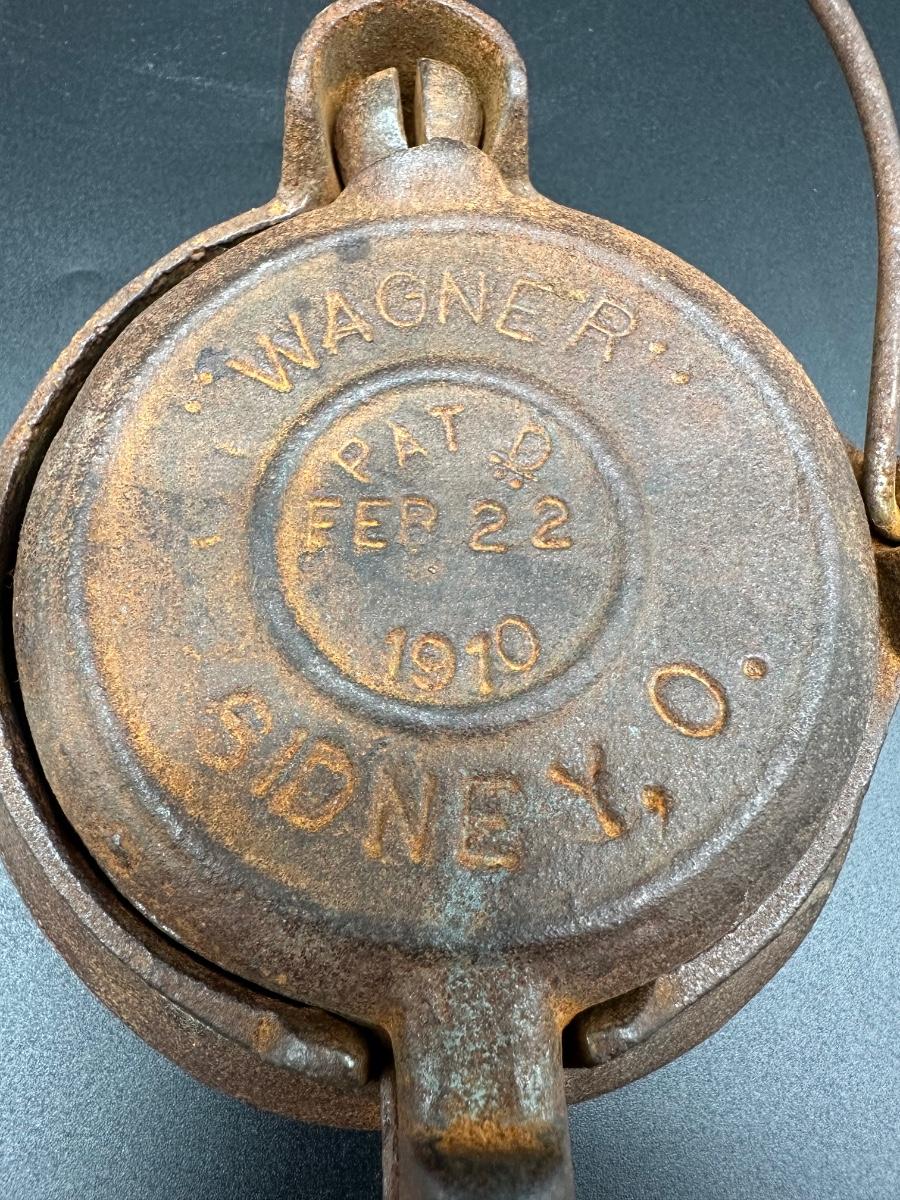 "WAGNER"
PAT'D
FEB 22
1910
SIDNEY, O.